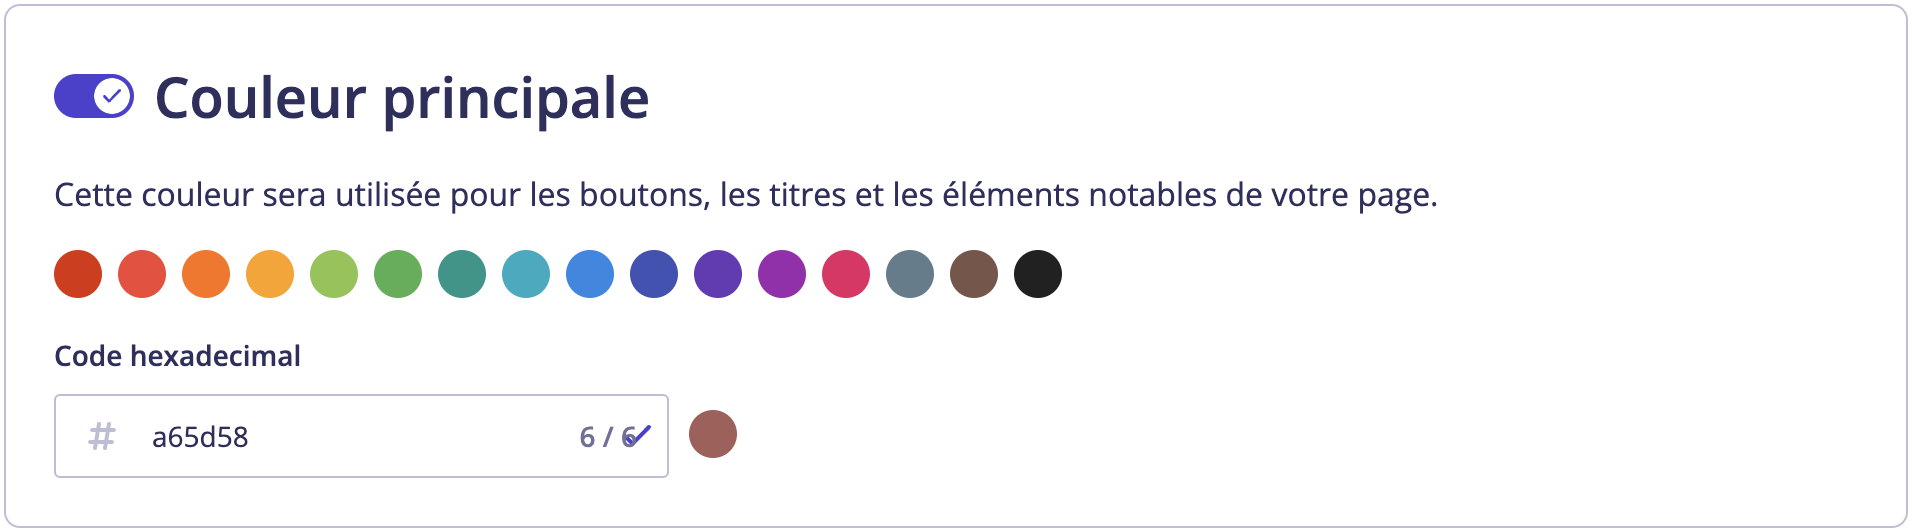 Couleur principale
Cette couleur sera utilisée pour les boutons, les titres et les éléments notables de votre page.
Code hexadecimal
# a65d58 6 / 6